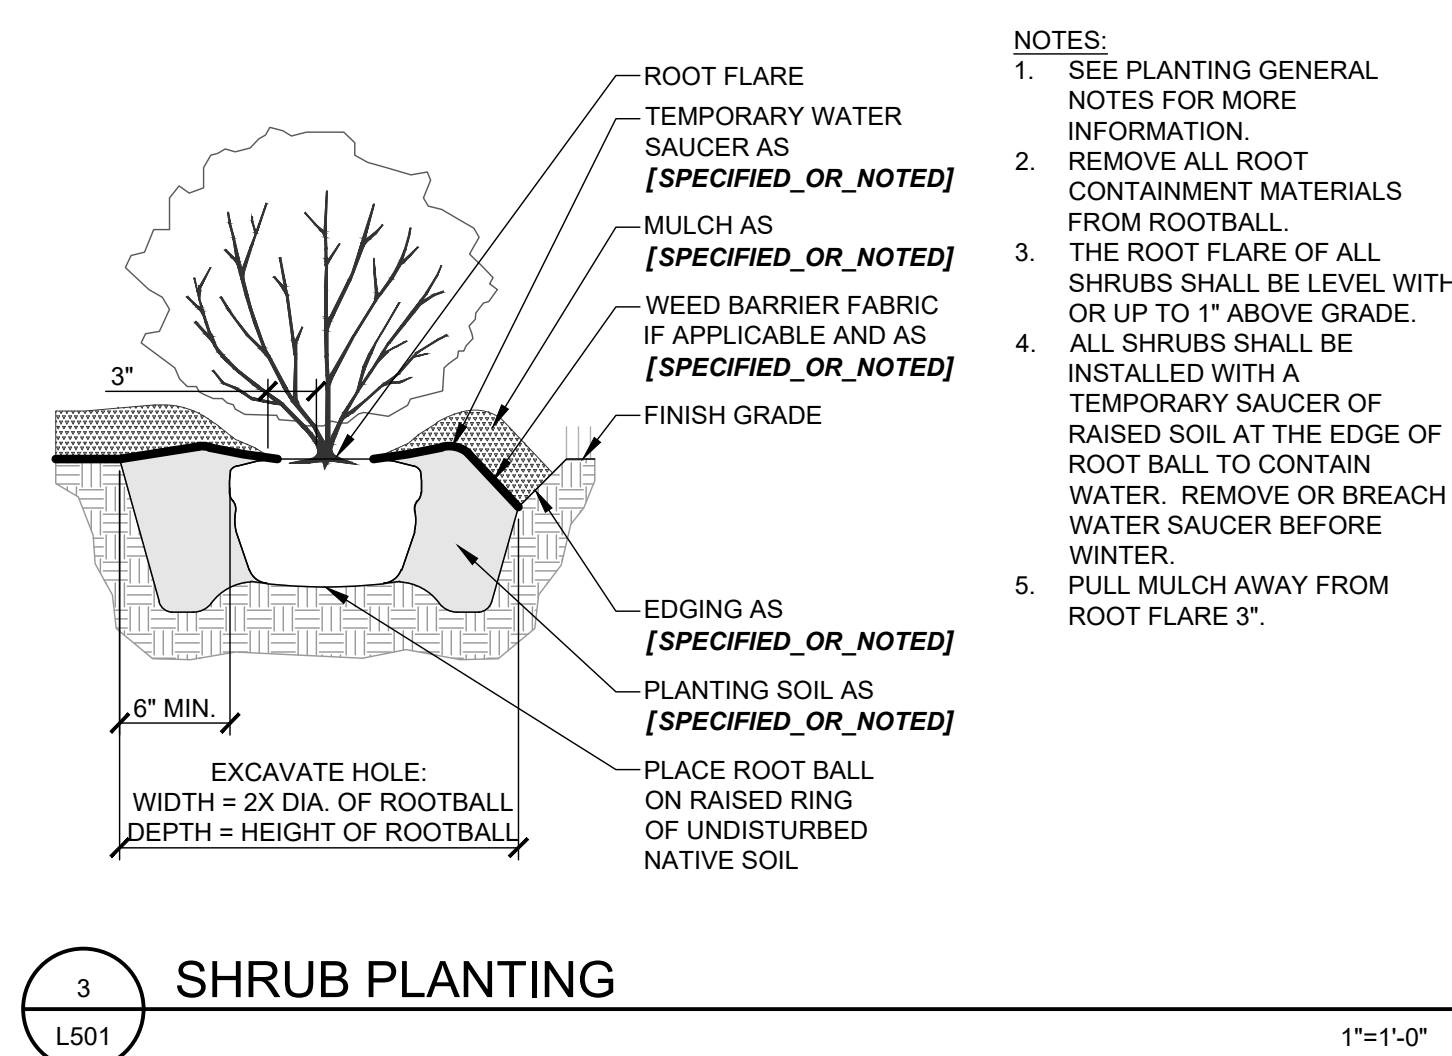 ROOT FLARE
TEMPORARY WATER
SAUCER AS
[SPECIFIED_OR_NOTED]
MULCH AS
[SPECIFIED_OR_NOTED]
WEED BARRIER FABRIC
IF APPLICABLE AND AS
[SPECIFIED_OR_NOTED]
FINISH GRADE
EDGING AS
[SPECIFIED_OR_NOTED]
PLANTING SOIL AS
[SPECIFIED_OR_NOTED]
PLACE ROOT BALL
ON RAISED RING
OF UNDISTURBED
NATIVE SOIL
3"
6" MIN.
EXCAVATE HOLE:
WIDTH = 2X DIA. OF ROOTBALL
DEPTH = HEIGHT OF ROOTBALL
NOTES:
1. SEE PLANTING GENERAL
NOTES FOR MORE
INFORMATION.
2. REMOVE ALL ROOT
CONTAINMENT MATERIALS
FROM ROOTBALL.
3. THE ROOT FLARE OF ALL
SHRUBS SHALL BE LEVEL WITH
OR UP TO 1" ABOVE GRADE.
4. ALL SHRUBS SHALL BE
INSTALLED WITH A
TEMPORARY SAUCER OF
RAISED SOIL AT THE EDGE OF
ROOT BALL TO CONTAIN
WATER. REMOVE OR BREACH
WATER SAUCER BEFORE
WINTER.
5. PULL MULCH AWAY FROM
ROOT FLARE 3".
3
L501
SHRUB PLANTING
1"=1'-0"